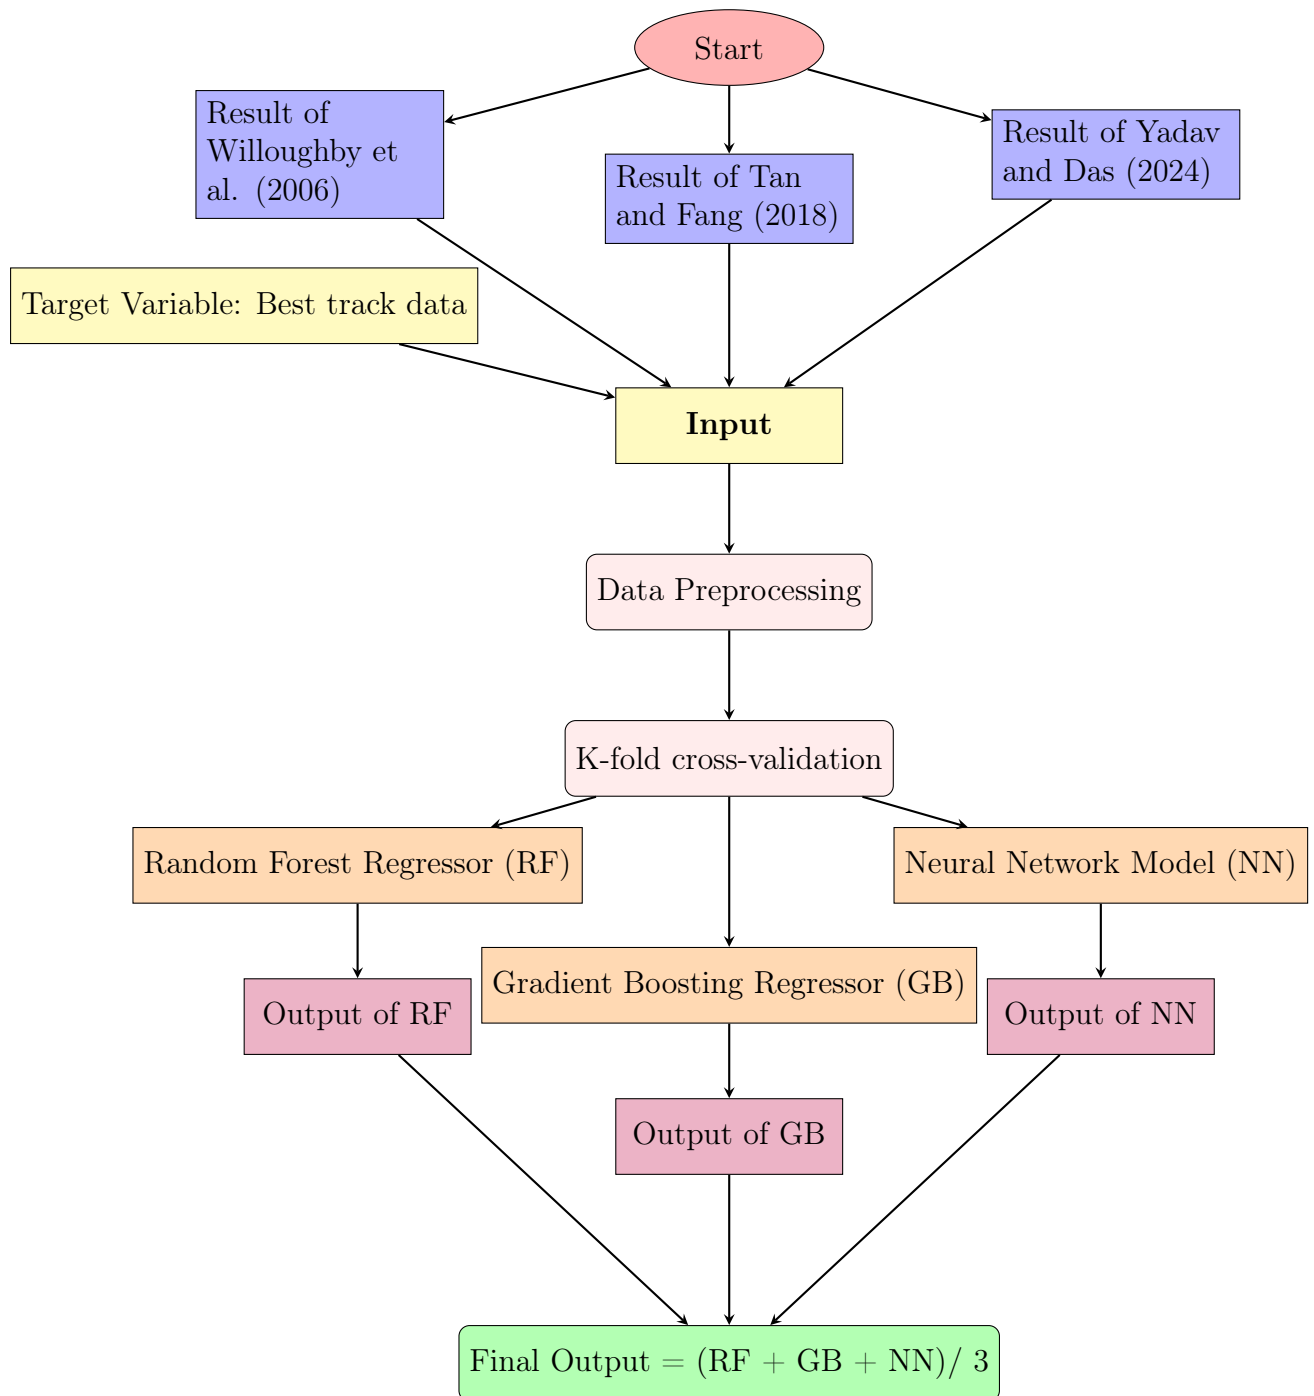 Start
Result of
Willoughby et
al. (2006)
Result of Tan
and Fang (2018)
Result of Yadav
and Das (2024)
Target Variable: Best track data
Input
Data Preprocessing
K-fold cross-validation
Random Forest Regressor (RF)
Neural Network Model (NN)
Gradient Boosting Regressor (GB)
Output of RF
Output of NN
Output of GB
Final Output = (RF + GB + NN)/ 3